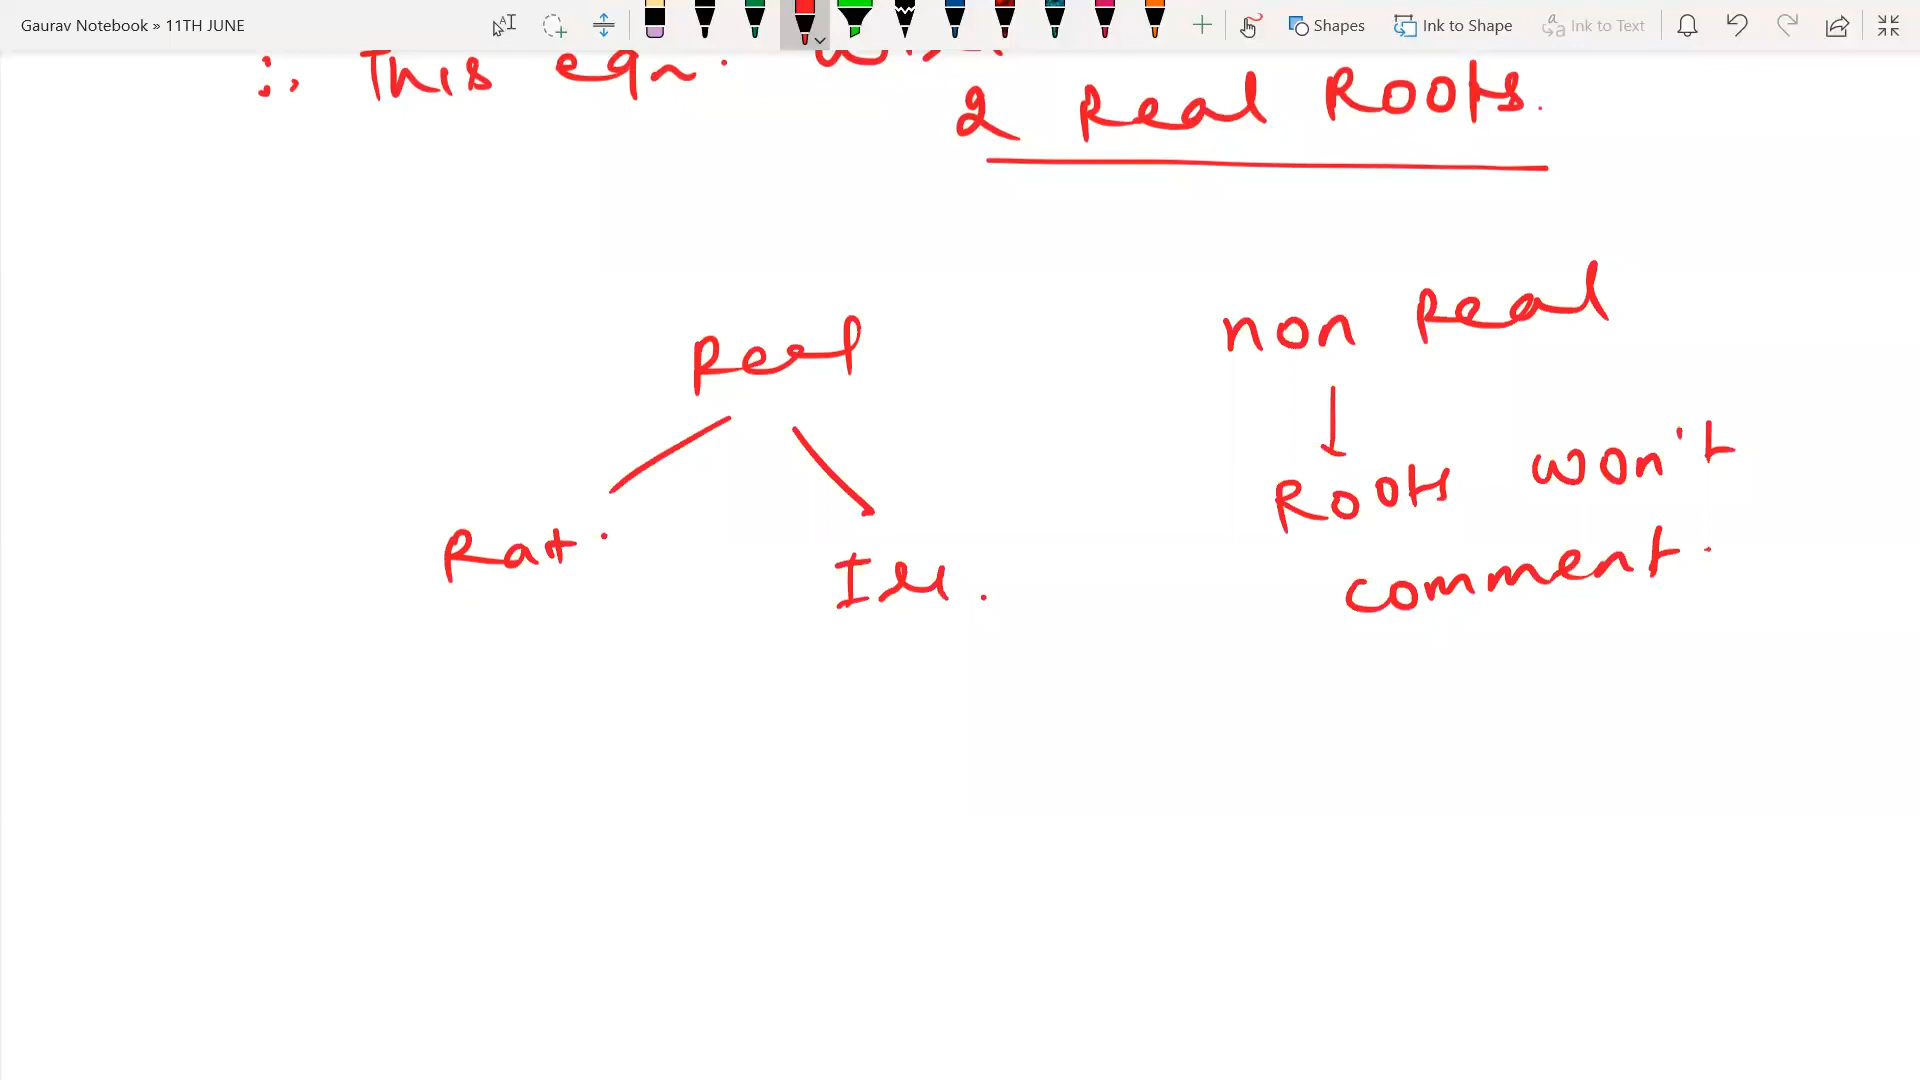 Gaurav Notebook » 11TH JUNE
Shapes
Ink to Shape
Ink to Text
∴ This eqn.
2 Real Roots.
Real
non Real
Rat.
Irr.
Roots won't
comment.